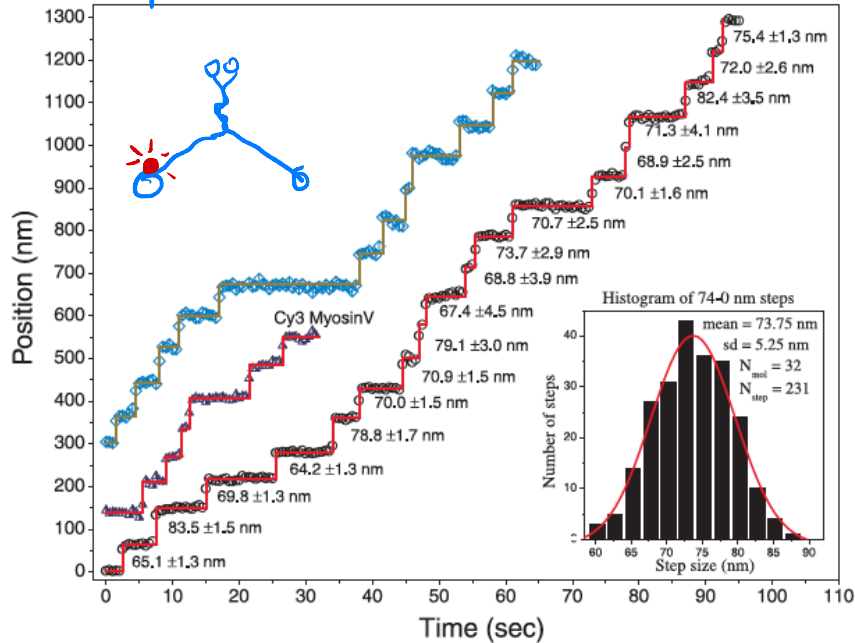 1300
1200
1100
1000
900
800
700
600
500
400
300
200
100
0
Position (nm)
75.4 ±1.3 nm
72.0 ±2.6 nm
82.4 ±3.5 nm
71.3 ±4.1 nm
68.9 ±2.5 nm
70.1 ±1.6 nm
70.7 ±2.5 nm
73.7 ±2.9 nm
68.8 ±3.9 nm
67.4 ±4.5 nm
79.1 ±3.0 nm
70.9 ±1.5 nm
70.0 ±1.5 nm
78.8 ±1.7 nm
64.2 ±1.3 nm
69.8 ±1.3 nm
83.5 ±1.5 nm
65.1 ±1.3 nm
Cy3 MyosinV
Histogram of 74-0 nm steps
mean = 73.75 nm
sd = 5.25 nm
N mol = 32
N step = 231
Number of steps
40
30
20
10
60 65 70 75 80 85 90
Step size (nm)
0 10 20 30 40 50 60 70 80 90 100 110
Time (sec)